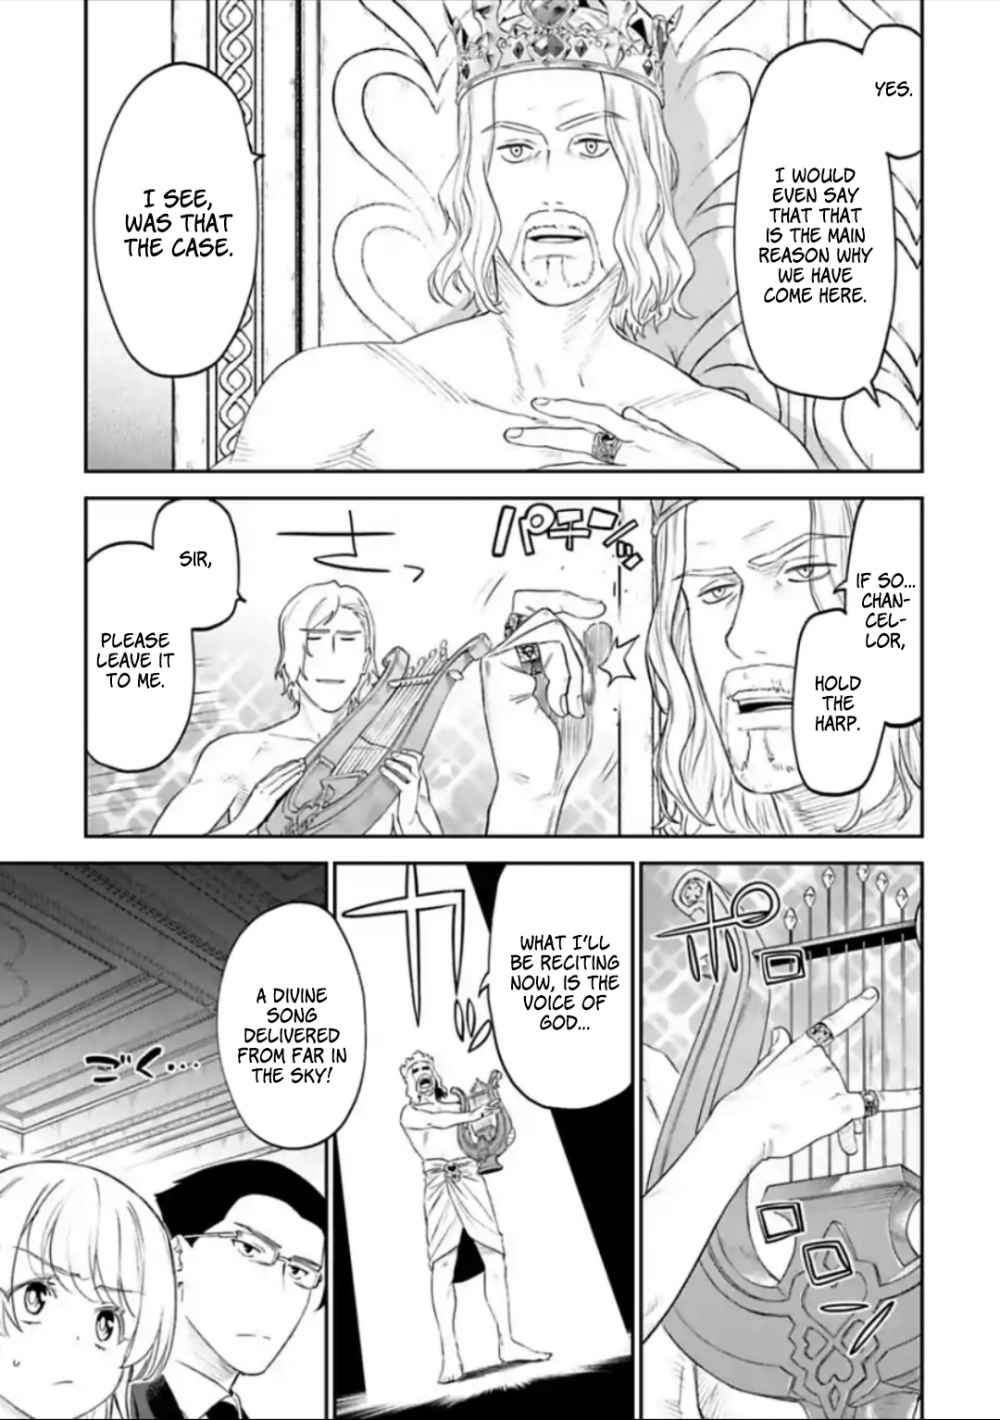 YES.
I WOULD
EVEN SAY
THAT THAT
IS THE MAIN
REASON WHY
WE HAVE
COME HERE.
I SEE,
WAS THAT
THE CASE.
IF SO...
CHAN-
CEL-
LOR,
HOLD
THE
HARP.
パチンッ
サッ
SIR,
PLEASE
LEAVE IT
TO ME.
WHAT I'LL
BE RECITING
NOW, IS THE
VOICE OF
GOD...
A DIVINE
SONG
DELIVERED
FROM FAR IN
THE SKY!
ごく...